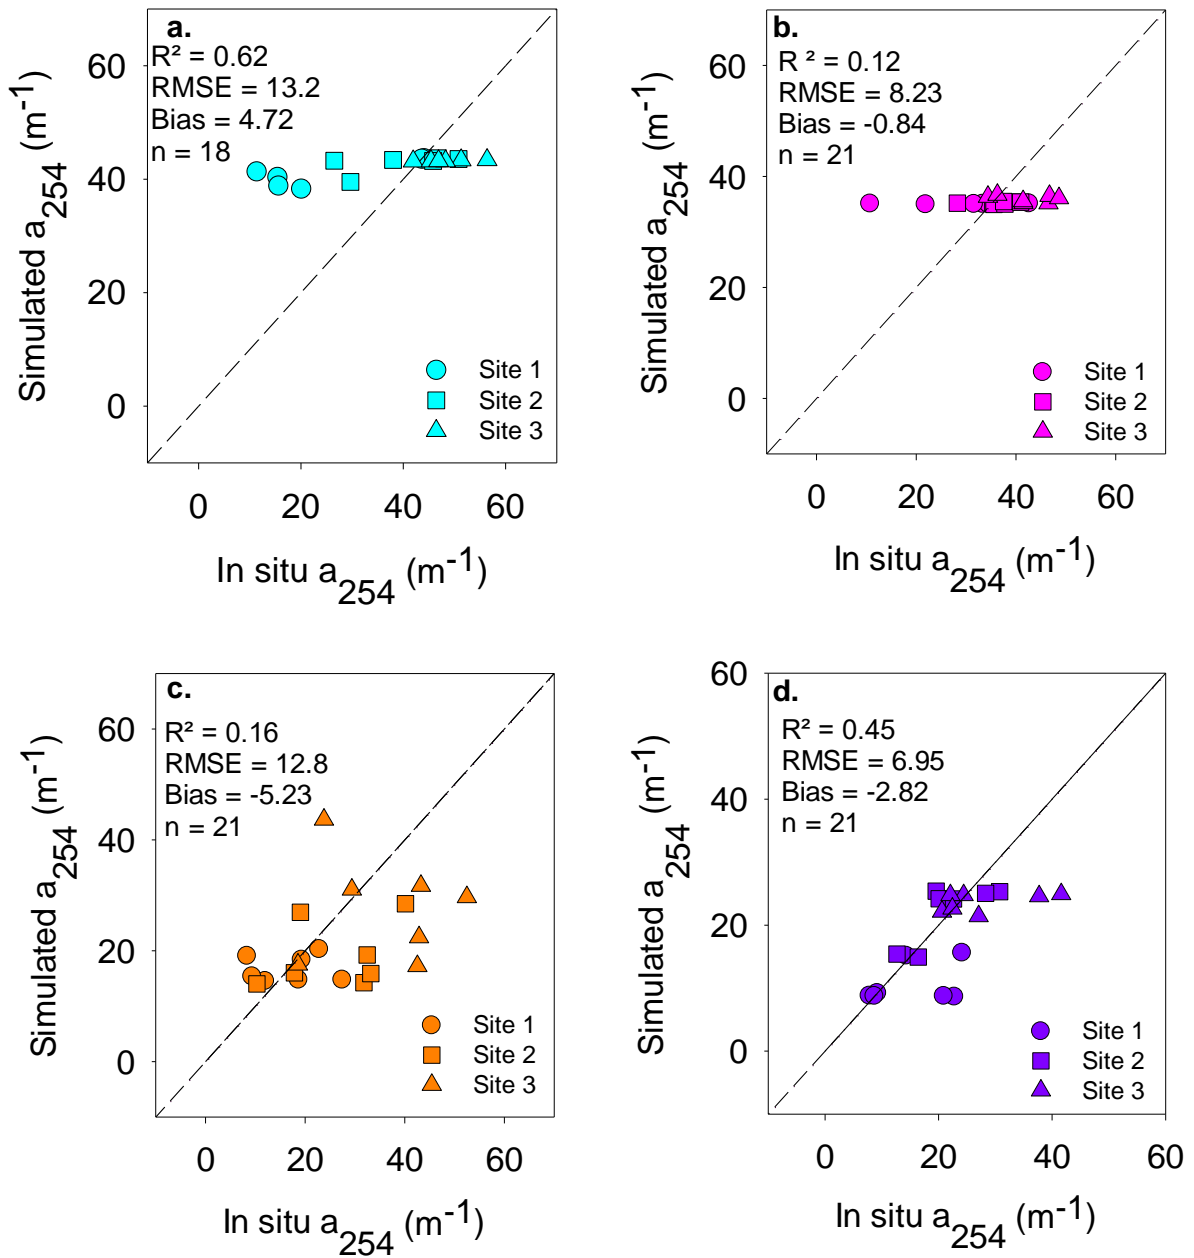 a.
R² = 0.62
RMSE = 13.2
Bias = 4.72
n = 18
60
40
20
0
Simulated a254 (m-1)
Site 1
Site 2
Site 3
0 20 40 60
In situ a254 (m-1)
b.
R ² = 0.12
RMSE = 8.23
Bias = -0.84
n = 21
60
40
20
0
Simulated a254 (m-1)
Site 1
Site 2
Site 3
0 20 40 60
In situ a254 (m-1)
c.
R² = 0.16
RMSE = 12.8
Bias = -5.23
n = 21
60
40
20
0
Simulated a254 (m-1)
Site 1
Site 2
Site 3
0 20 40 60
In situ a254 (m-1)
d.
R² = 0.45
RMSE = 6.95
Bias = -2.82
n = 21
60
40
20
0
Simulated a254 (m-1)
Site 1
Site 2
Site 3
0 20 40 60
In situ a254 (m-1)